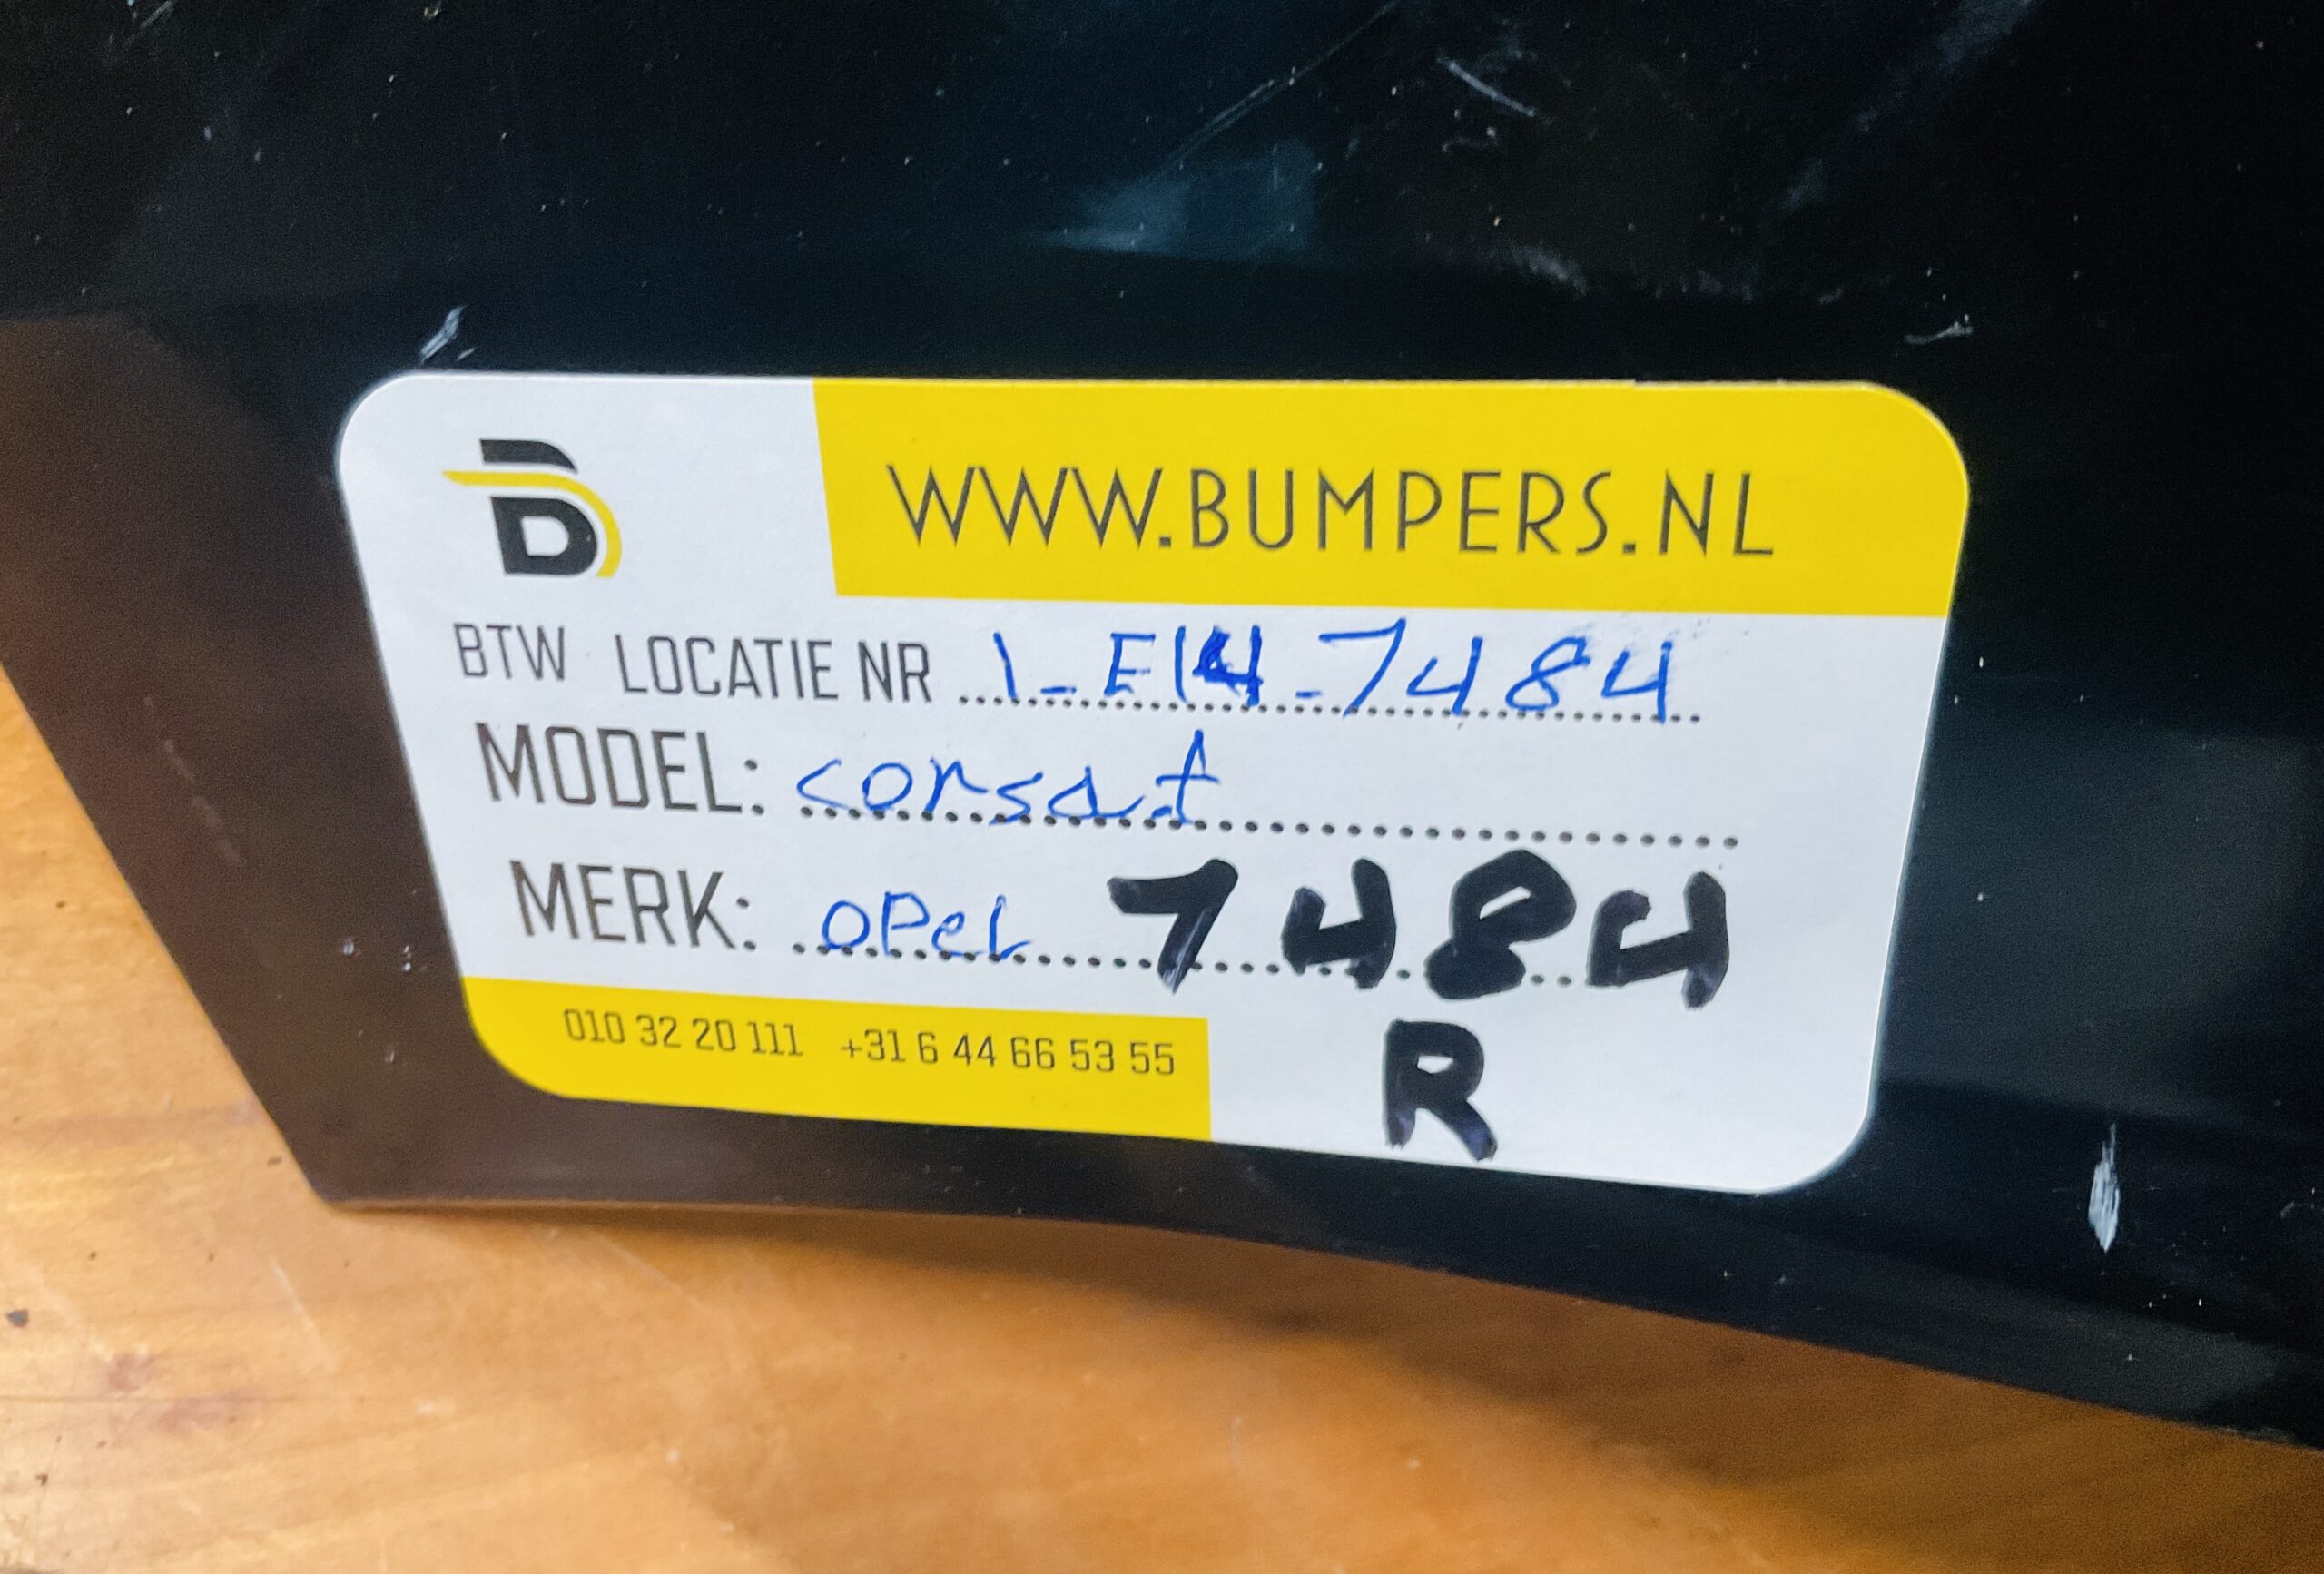 WWW.BUMPERS.NL
BTW LOCATIE NR 1-E14-7484
MODEL: corsa.f
MERK: opel 7484
010 32 20 111 +31 6 44 66 53 55
R